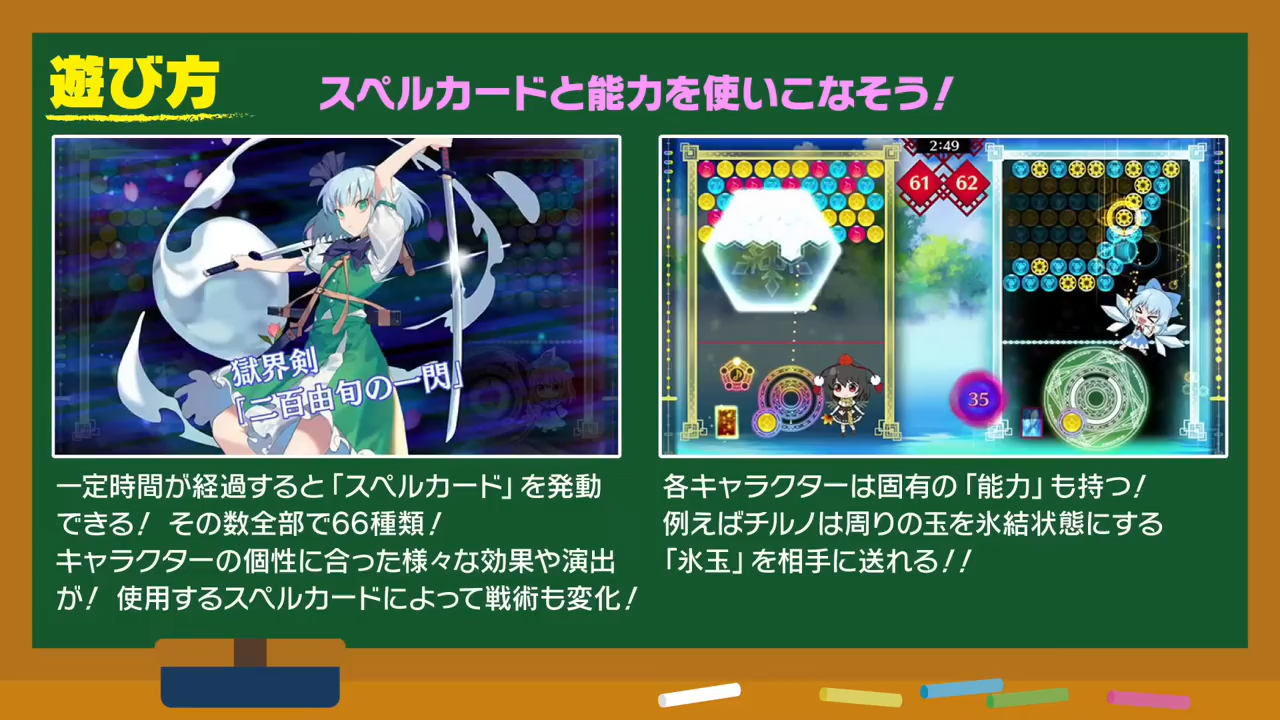 遊び方
スペルカードと能力を使いこなそう!
獄界剣
「二百由旬の一閃」
2:49
61
62
35
一定時間が経過すると「スペルカード」を発動
できる! その数全部で66種類!
キャラクターの個性に合った様々な効果や演出
が! 使用するスペルカードによって戦術も変化!
各キャラクターは固有の「能力」も持つ!
例えばチルノは周りの玉を氷結状態にする
「氷玉」を相手に送れる!!